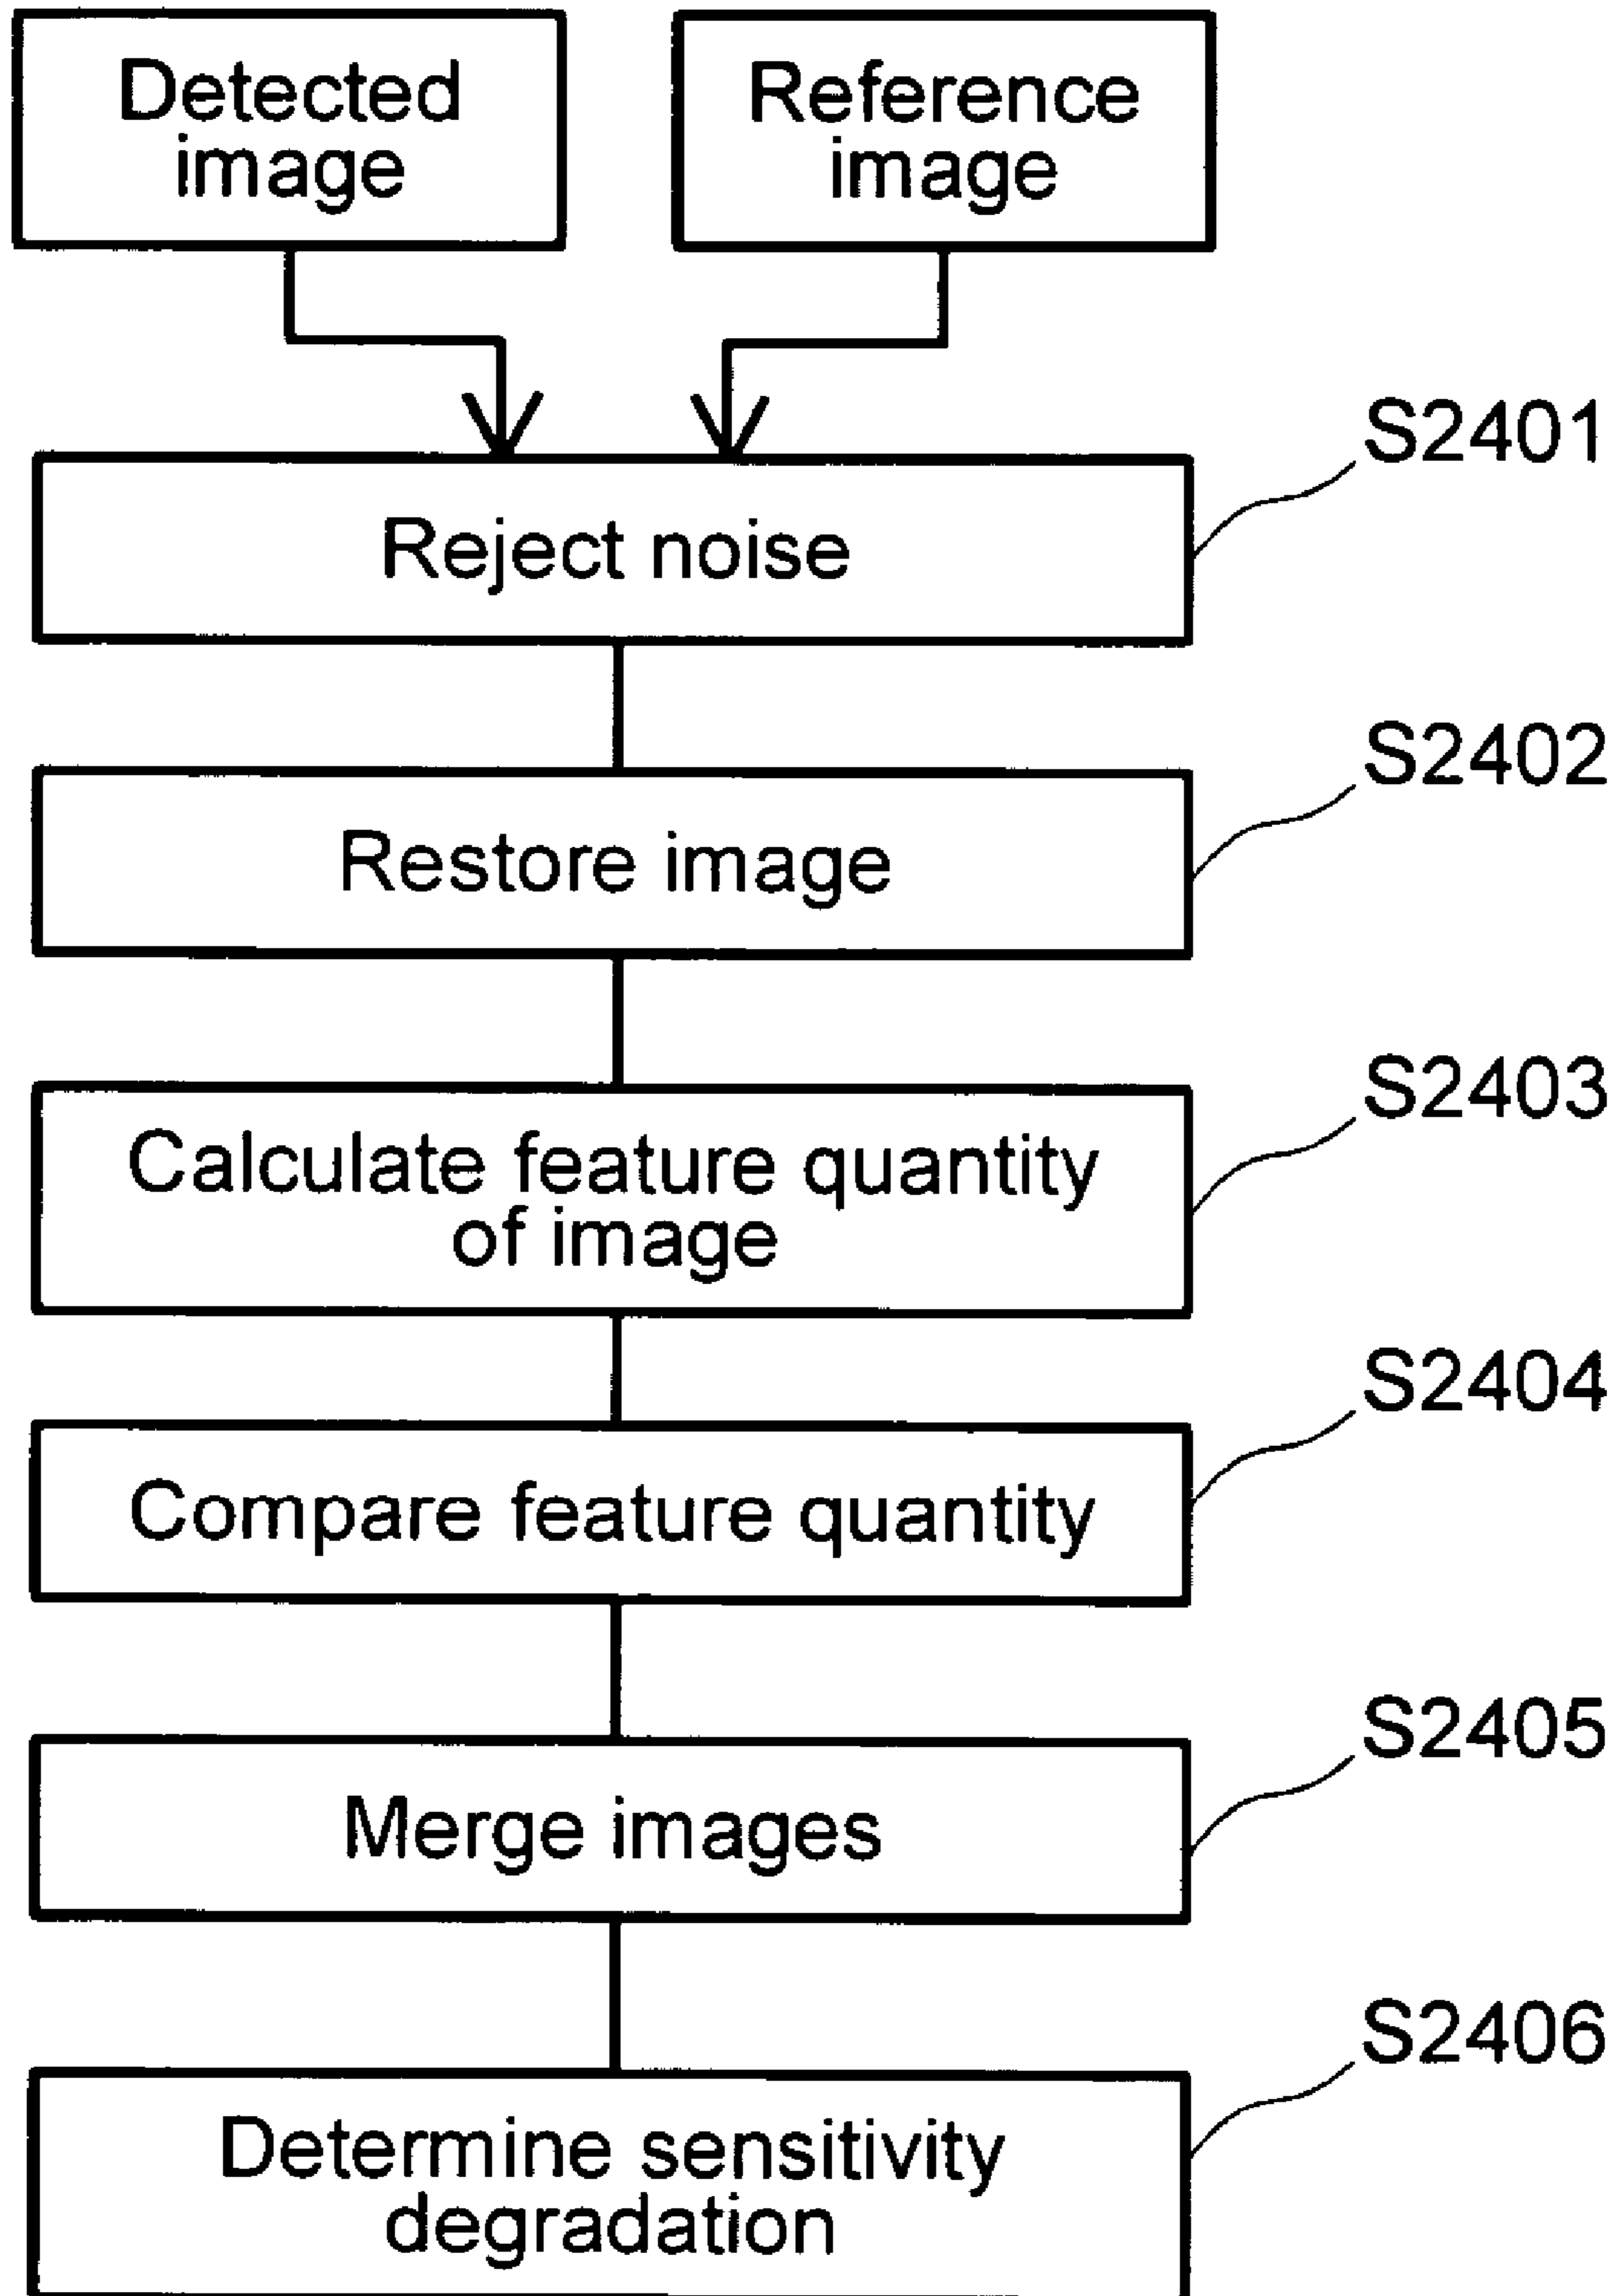 Detected
image
Reference
image
S2401
Reject noise
S2402
Restore image
S2403
Calculate feature quantity
of image
S2404
Compare feature quantity
S2405
Merge images
S2406
Determine sensitivity
degradation